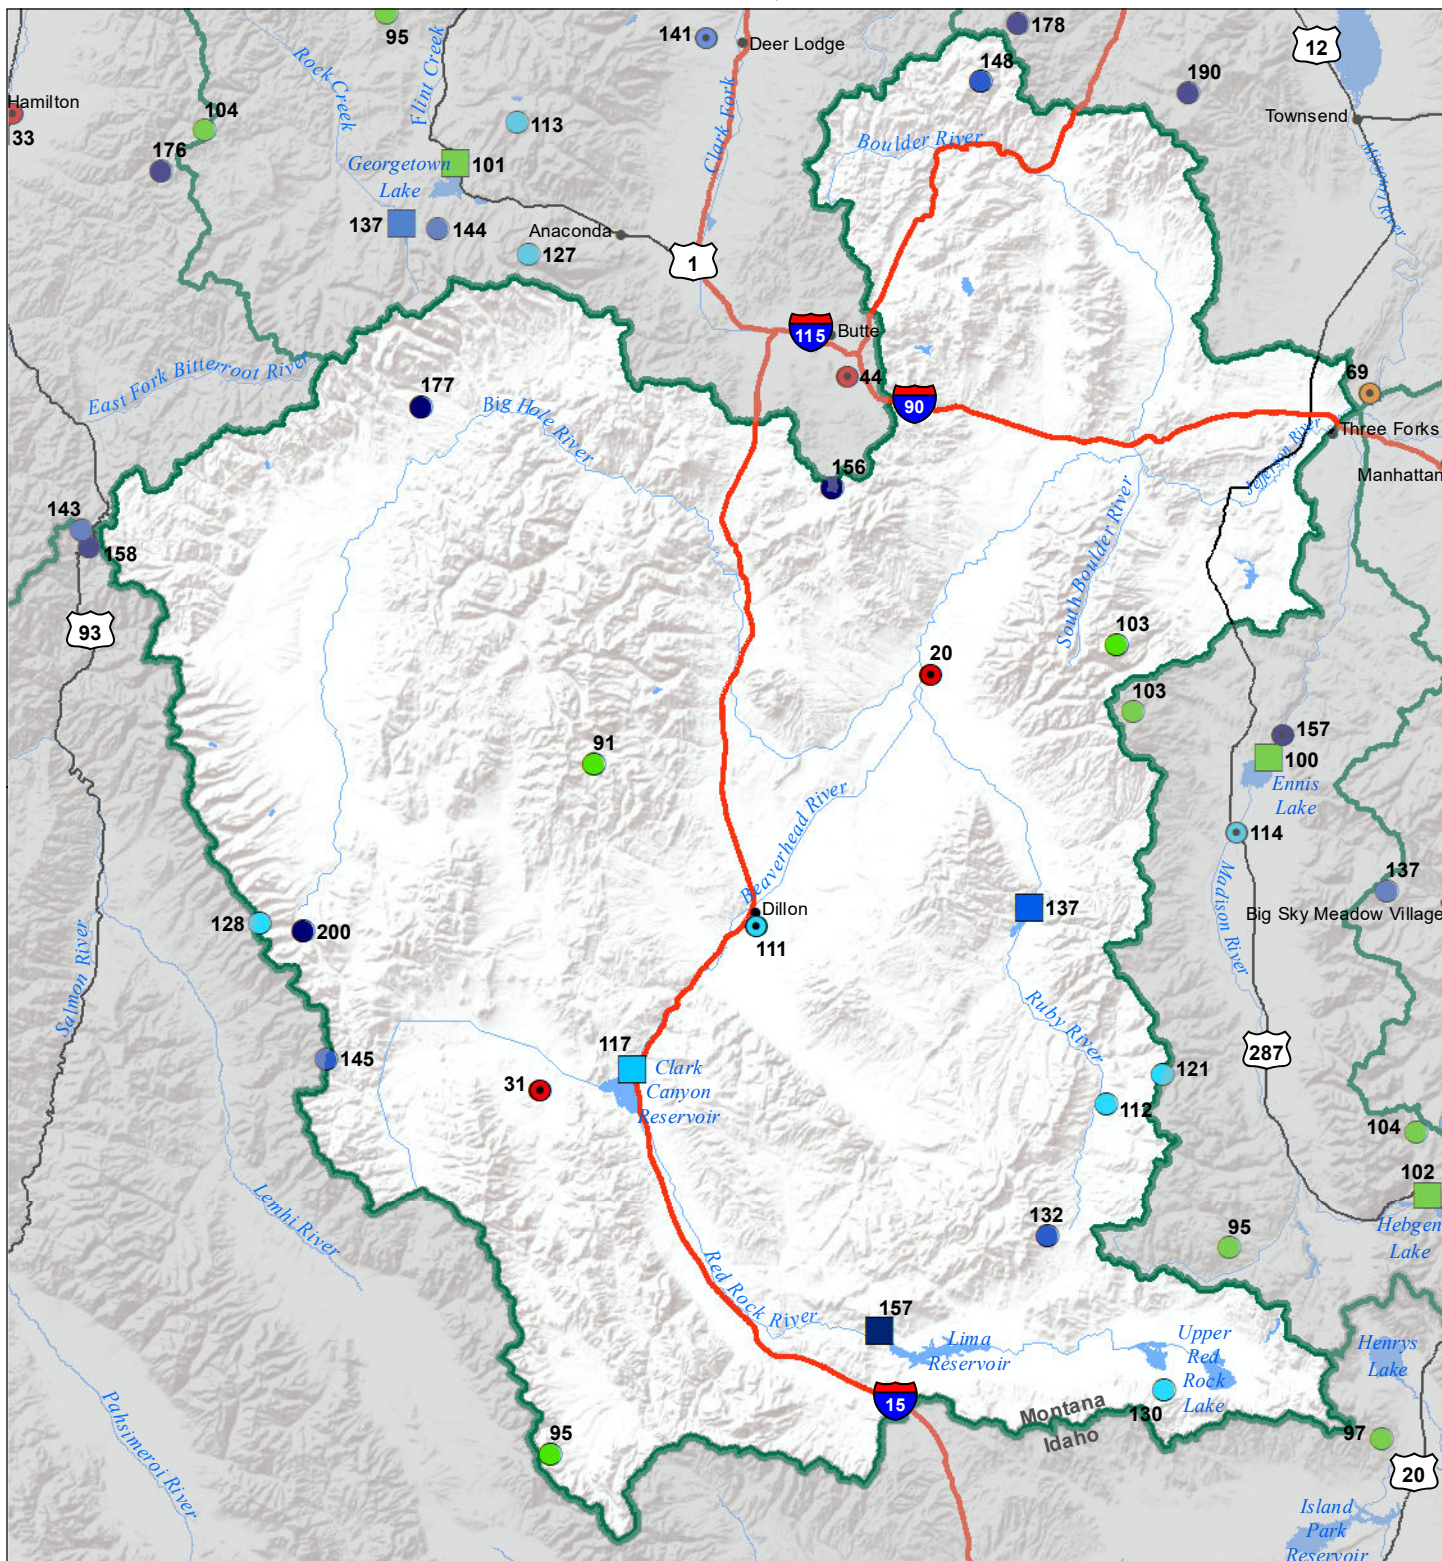 95
141
Deer Lodge
178
12
Rock Creek
Flint Creek
148
190
Hamilton
33
104
113
Clark Fork
Boulder River
Townsend
176
Georgetown
Lake
101
Missouri River
137
144
Anaconda
127
1
115
Butte
44
90
69
East Fork Bitterroot River
177
Big Hole River
Three Forks
Jefferson River
Manhattan
156
143
158
South Boulder River
93
103
20
103
91
157
100
Ennis
Lake
114
Beaverhead River
Madison River
137
Dillon
111
137
Big Sky Meadow Village
128
200
Salmon River
Ruby River
287
145
117
Clark
Canyon
Reservoir
31
121
112
104
102
Hebgen
Lake
Lemhi River
132
95
Red Rock River
157
Lima
Reservoir
Upper
Red
Rock
Lake
Henrys
Lake
130
15
Montana
Idaho
97
20
95
Pahsimeroi River
Island
Park
Reservoir